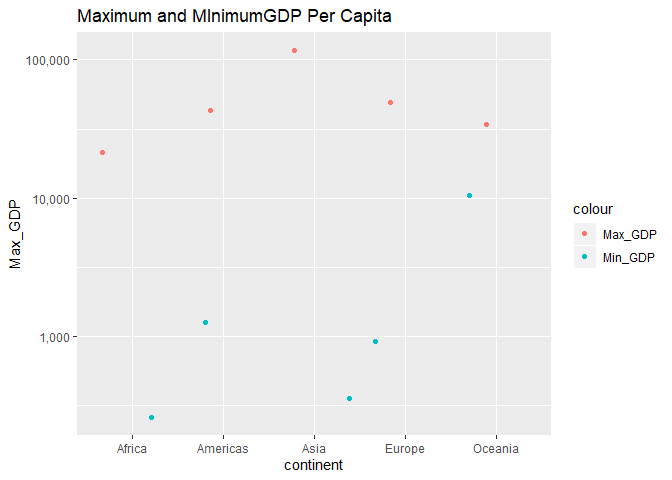 Maximum and MInimumGDP Per Capita
100,000
10,000
1,000
Max_GDP
Africa Americas Asia Europe Oceania
continent
colour
Max_GDP
Min_GDP